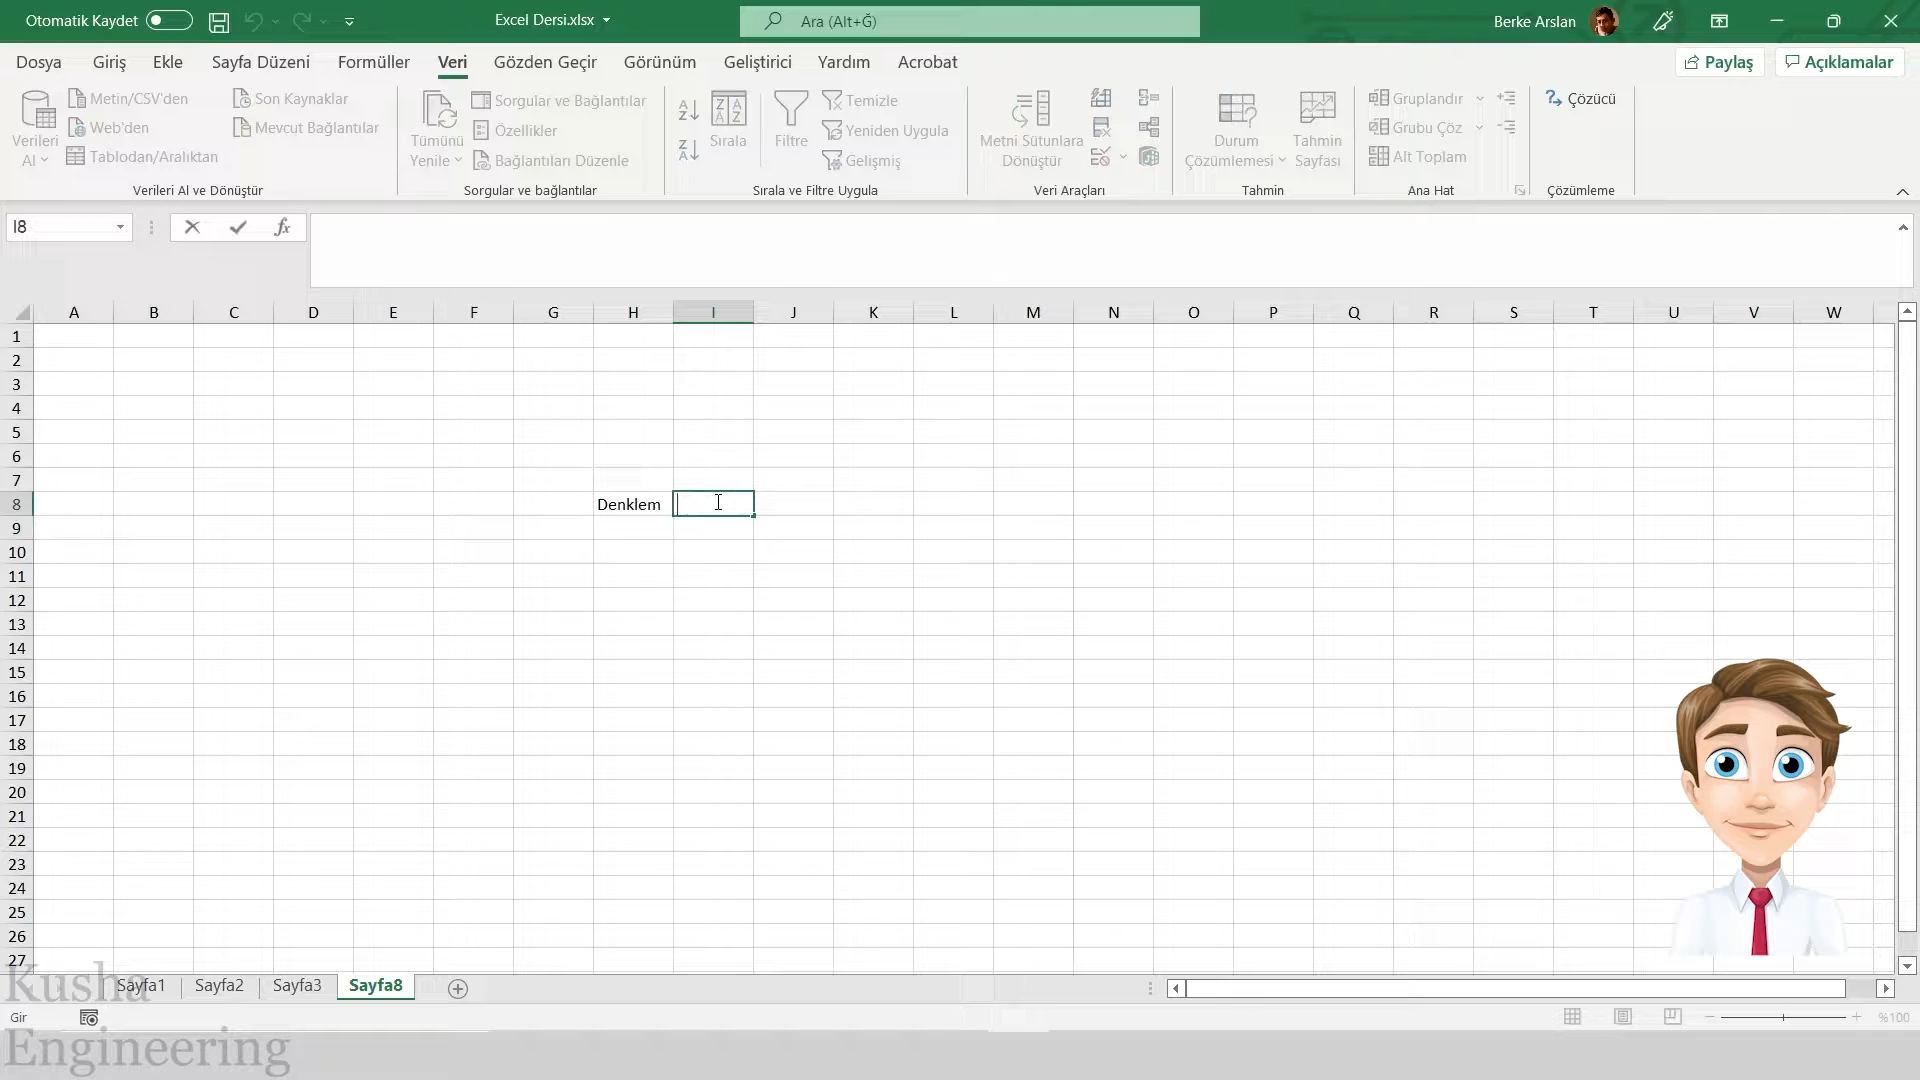 Otomatik Kaydet
Excel Dersi.xlsx
Ara (Alt+Ğ)
Berke Arslan
Dosya Giriş Ekle Sayfa Düzeni Formüller Veri Gözden Geçir Görünüm Geliştirici Yardım Acrobat
Paylaş
Açıklamalar
Verileri Al
Metin/CSV'den
Web'den
Tablodan/Aralıktan
Son Kaynaklar
Mevcut Bağlantılar
Verileri Al ve Dönüştür
Tümünü Yenile
Sorgular ve Bağlantılar
Özellikler
Bağlantıları Düzenle
Sorgular ve bağlantılar
Sırala
Filtre
Temizle
Yeniden Uygula
Gelişmiş
Sırala ve Filtre Uygula
Metni Sütunlara Dönüştür
Veri Araçları
Durum Çözümlemesi
Tahmin Sayfası
Tahmin
Gruplandır
Grubu Çöz
Alt Toplam
Ana Hat
Çözücü
Çözümleme
I8
fx
A B C D E F G H I J K L M N O P Q R S T U V W
1
2
3
4
5
6
7
8 Denklem
9
10
11
12
13
14
15
16
17
18
19
20
21
22
23
24
25
26
27
Sayfa1 Sayfa2 Sayfa3 Sayfa8
Gir
%100
Kusha
Engineering